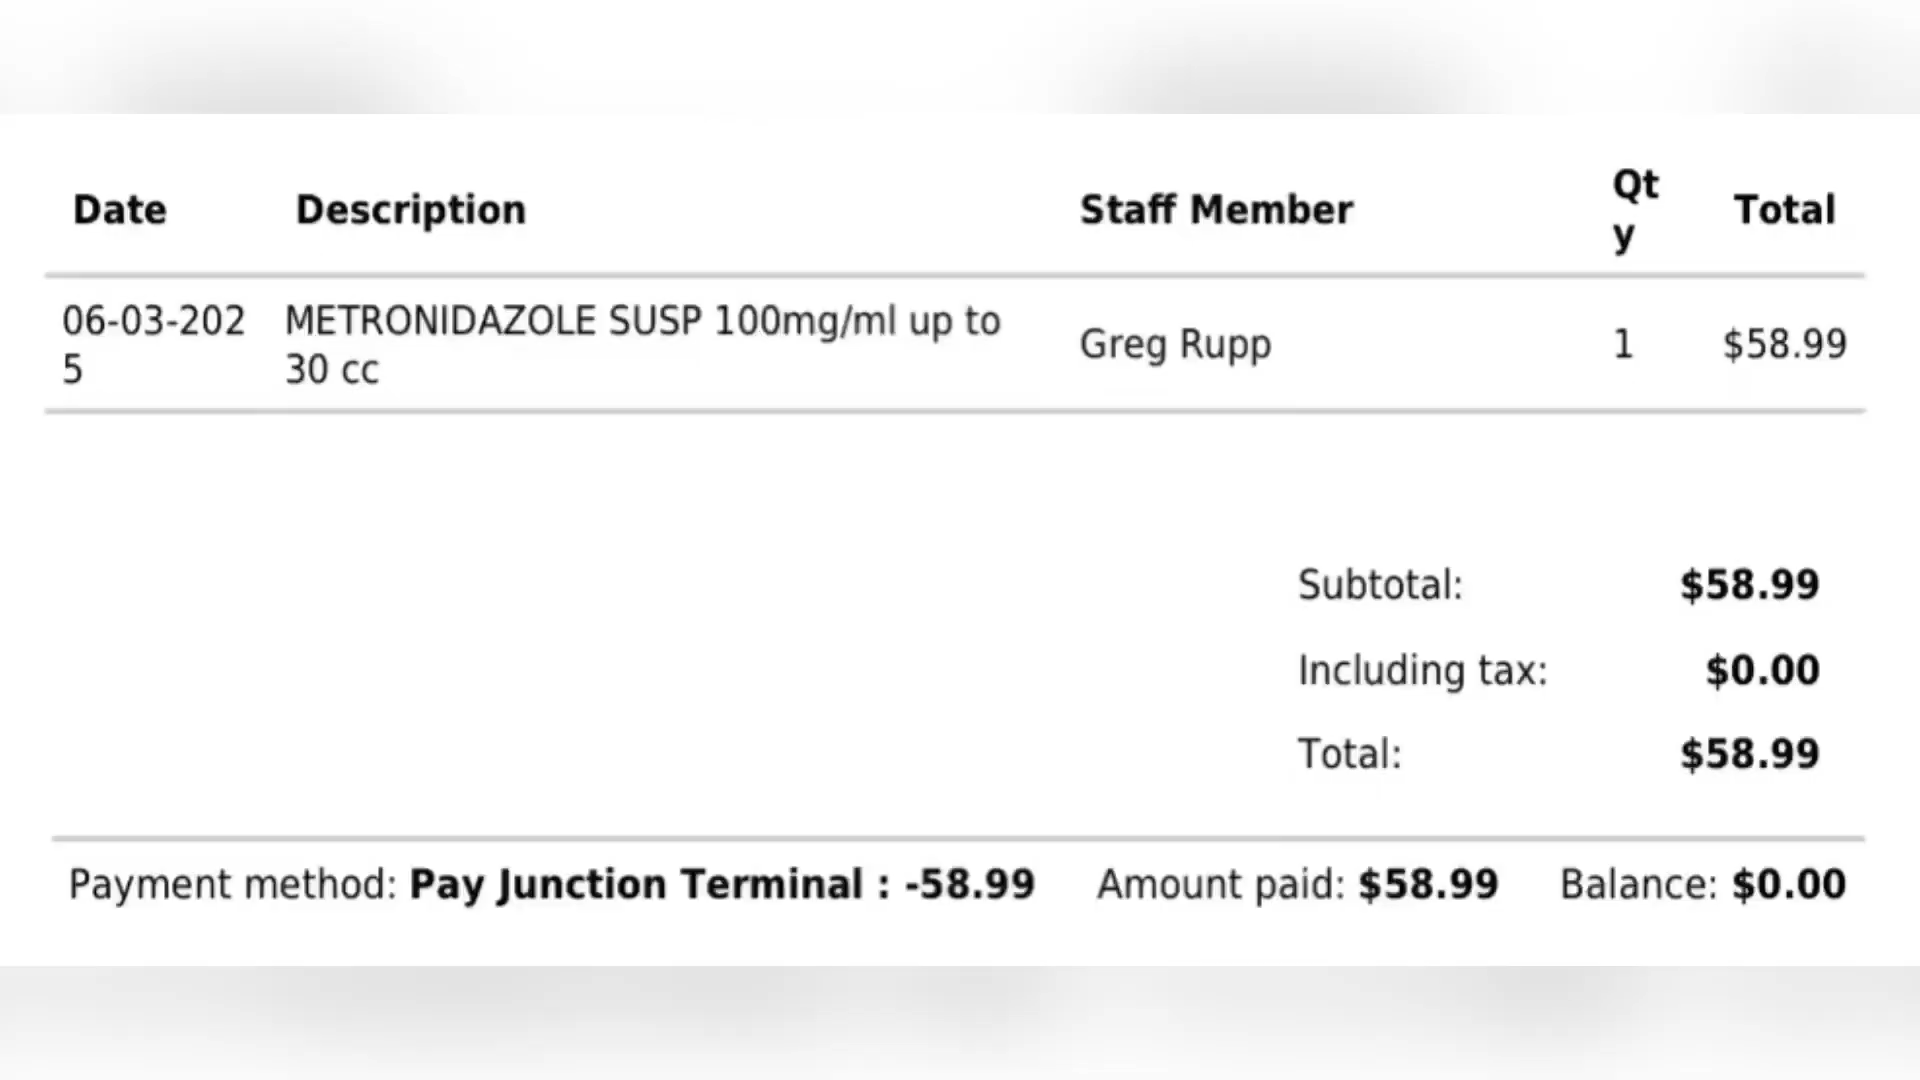 Date Description Staff Member Qt
y Total
06-03-202
5 METRONIDAZOLE SUSP 100mg/ml up to
30 cc Greg Rupp 1 $58.99
Subtotal: $58.99
Including tax: $0.00
Total: $58.99
Payment method: Pay Junction Terminal : -58.99 Amount paid: $58.99 Balance: $0.00